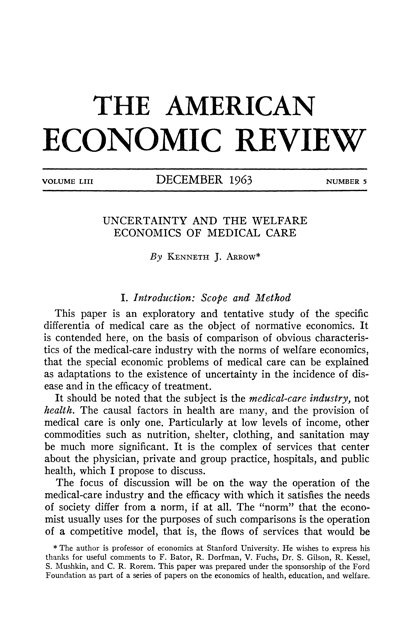 THE AMERICAN
ECONOMIC REVIEW
VOLUME LIII DECEMBER 1963 NUMBER 5
UNCERTAINTY AND THE WELFARE
ECONOMICS OF MEDICAL CARE
By KENNETH J. ARROW*
I. Introduction: Scope and Method
This paper is an exploratory and tentative study of the specific
differentia of medical care as the object of normative economics. It
is contended here, on the basis of comparison of obvious characteris-
tics of the medical-care industry with the norms of welfare economics,
that the special economic problems of medical care can be explained
as adaptations to the existence of uncertainty in the incidence of dis-
ease and in the efficacy of treatment.
It should be noted that the subject is the medical-care industry, not
health. The causal factors in health are many, and the provision of
medical care is only one. Particularly at low levels of income, other
commodities such as nutrition, shelter, clothing, and sanitation may
be much more significant. It is the complex of services that center
about the physician, private and group practice, hospitals, and public
health, which I propose to discuss.
The focus of discussion will be on the way the operation of the
medical-care industry and the efficacy with which it satisfies the needs
of society differ from a norm, if at all. The "norm" that the econo-
mist usually uses for the purposes of such comparisons is the operation
of a competitive model, that is, the flows of services that would be
* The author is professor of economics at Stanford University. He wishes to express his
thanks for useful comments to F. Bator, R. Dorfman, V. Fuchs, Dr. S. Gilson, R. Kessel,
S. Mushkin, and C. R. Rorem. This paper was prepared under the sponsorship of the Ford
Foundation as part of a series of papers on the economics of health, education, and welfare.